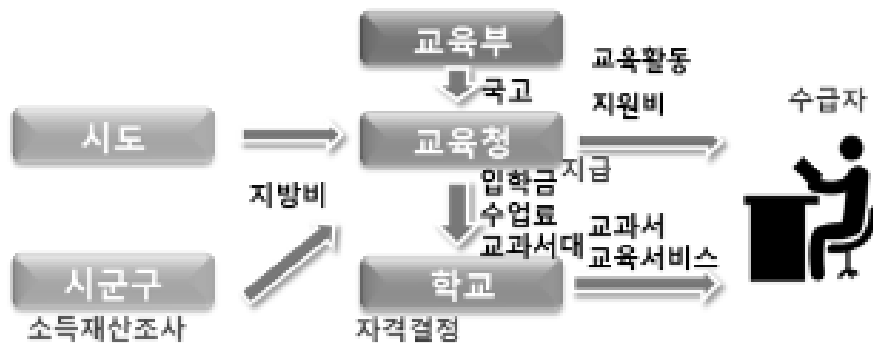 교육부
국고
교육활동
지원비
수급자
시도
교육청
지급
지방비
입학금
수업료
교과서대
교과서
교육서비스
시군구
학교
소득재산조사
자격결정